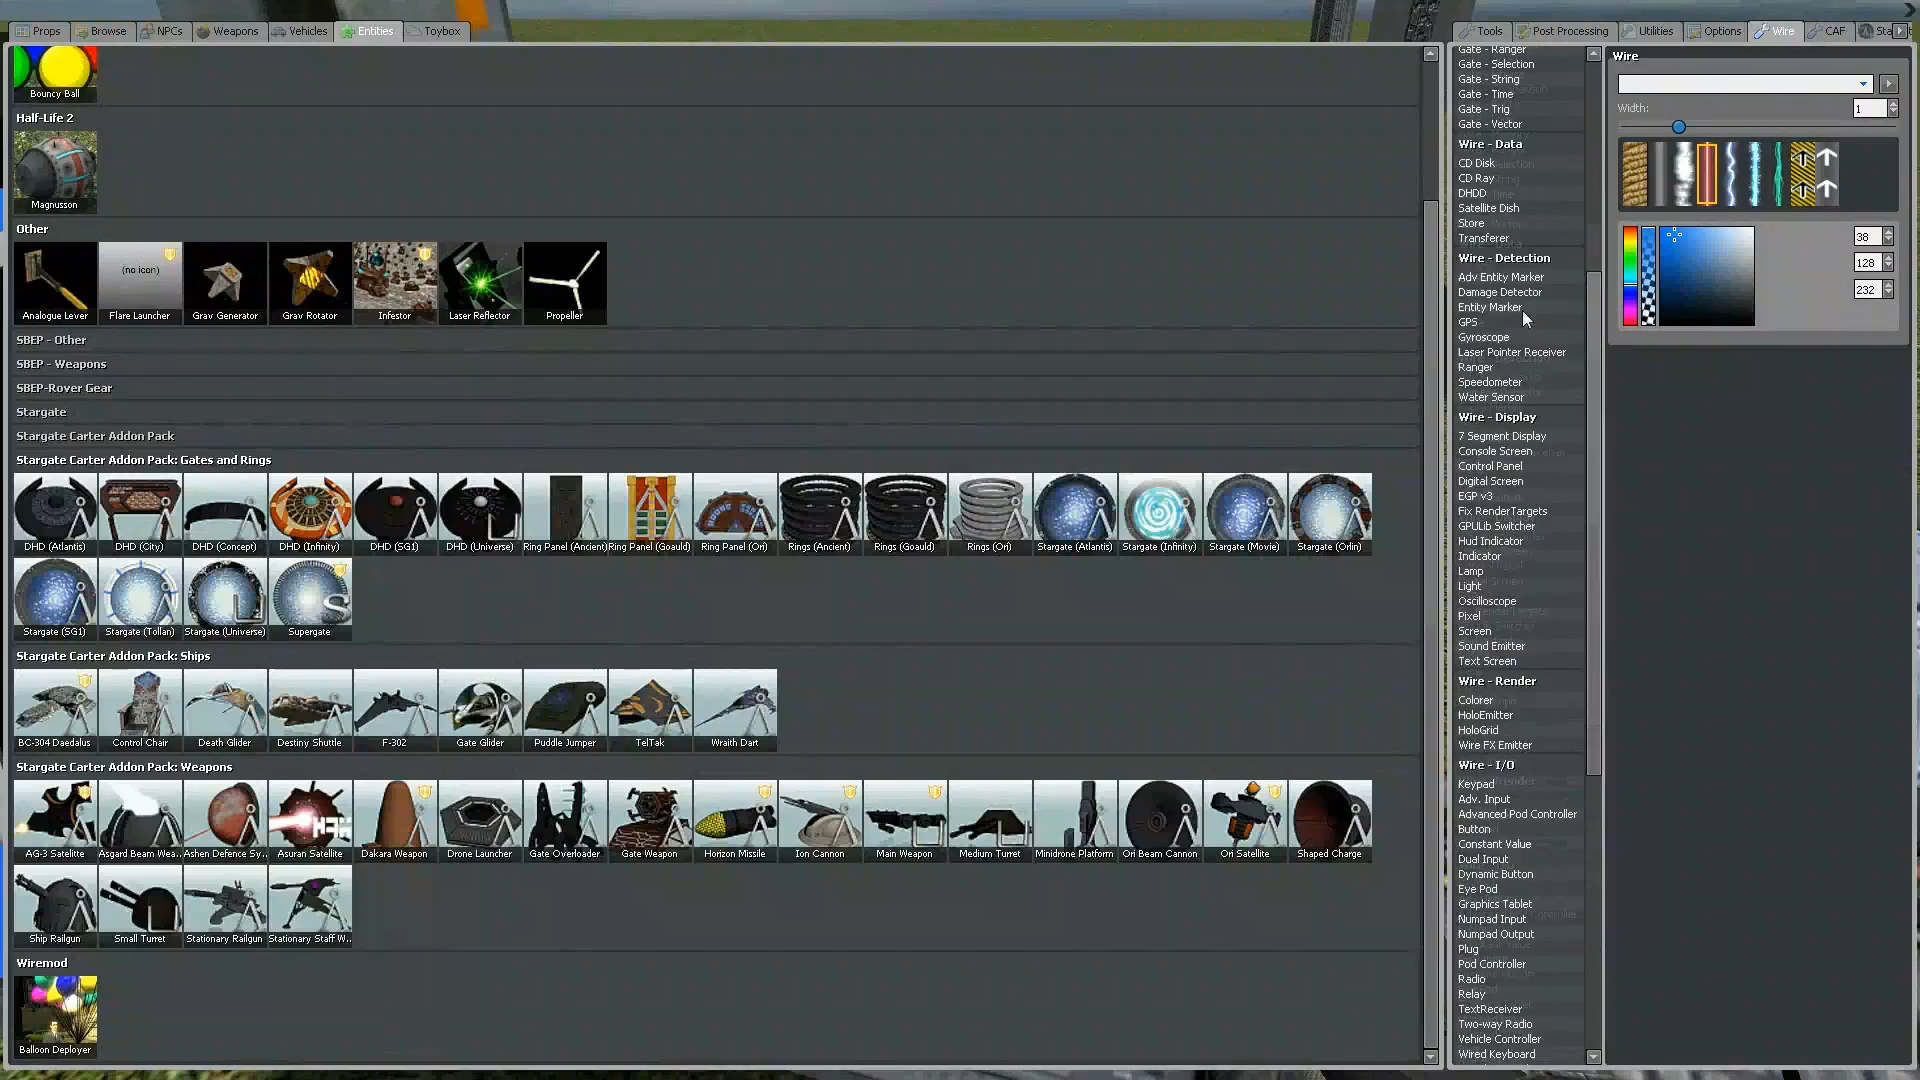 Props
Browse
NPCs
Weapons
Vehicles
Entities
Toybox
Bouncy Ball
Half-Life 2
Magnusson
Other
(no icon)
Analogue Lever
Flare Launcher
Grav Generator
Grav Rotator
Infestor
Laser Reflector
Propeller
SBEP - Other
SBEP - Weapons
SBEP-Rover Gear
Stargate
Stargate Carter Addon Pack
Stargate Carter Addon Pack: Gates and Rings
DHD (Atlantis)
DHD (City)
DHD (Concept)
DHD (Infinity)
DHD (SG1)
DHD (Universe)
Ring Panel (Ancient)
Ring Panel (Goauld)
Ring Panel (Ori)
Rings (Ancient)
Rings (Goauld)
Rings (Ori)
Stargate (Atlantis)
Stargate (Infinity)
Stargate (Movie)
Stargate (Orlin)
Stargate (SG1)
Stargate (Tollan)
Stargate (Universe)
Supergate
Stargate Carter Addon Pack: Ships
BC-304 Daedalus
Control Chair
Death Glider
Destiny Shuttle
F-302
Gate Glider
Puddle Jumper
TelTak
Wraith Dart
Stargate Carter Addon Pack: Weapons
AG-3 Satelitte
Asgard Beam Wea...
Ashen Defence Sy...
Asuran Satellite
Dakara Weapon
Drone Launcher
Gate Overloader
Gate Weapon
Horizon Missile
Ion Cannon
Main Weapon
Medium Turret
Minidrone Platform
Ori Beam Cannon
Ori Satellite
Shaped Charge
Ship Railgun
Small Turret
Stationary Railgun
Stationary Staff W...
Wiremod
Balloon Deployer
Tools
Post Processing
Utilities
Options
Wire
CAF
Sta
Gate - Ranger
Gate - Selection
Gate - String
Gate - Time
Gate - Trig
Gate - Vector
Wire - Data
CD Disk
CD Ray
DHDD
Satellite Dish
Store
Transferer
Wire - Detection
Adv Entity Marker
Damage Detector
Entity Marker
GPS
Gyroscope
Laser Pointer Receiver
Ranger
Speedometer
Water Sensor
Wire - Display
7 Segment Display
Console Screen
Control Panel
Digital Screen
EGP v3
Fix RenderTargets
GPULib Switcher
Hud Indicator
Indicator
Lamp
Light
Oscilloscope
Pixel
Screen
Sound Emitter
Text Screen
Wire - Render
Colorer
HoloEmitter
HoloGrid
Wire FX Emitter
Wire - I/O
Keypad
Adv. Input
Advanced Pod Controller
Button
Constant Value
Dual Input
Dynamic Button
Eye Pod
Graphics Tablet
Numpad Input
Numpad Output
Plug
Pod Controller
Radio
Relay
TextReceiver
Two-way Radio
Vehicle Controller
Wired Keyboard
Wire
Width:
1
38
128
232